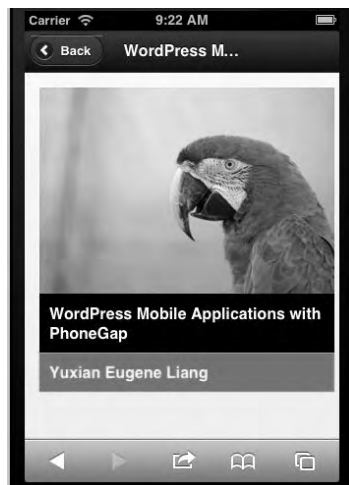 Carrier 9:22 AM
Back WordPress M...
WordPress Mobile Applications with
PhoneGap
Yuxian Eugene Liang